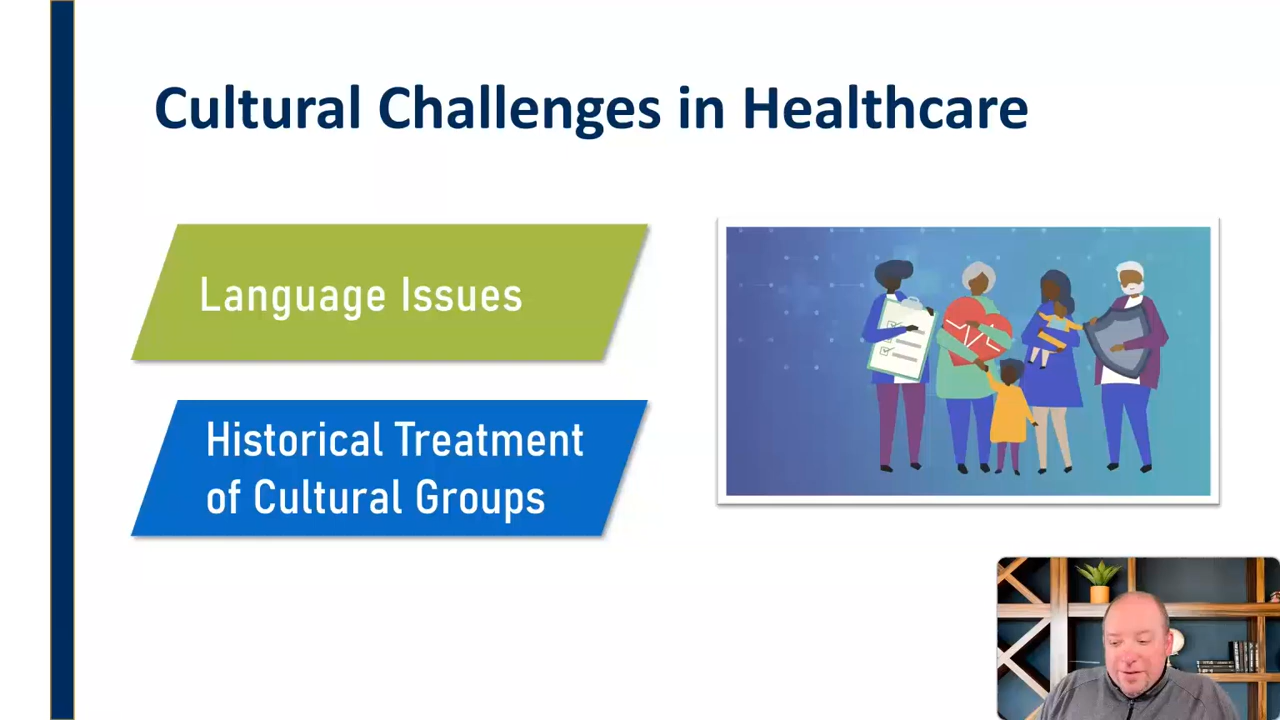 Cultural Challenges in Healthcare
Language Issues
Historical Treatment
of Cultural Groups